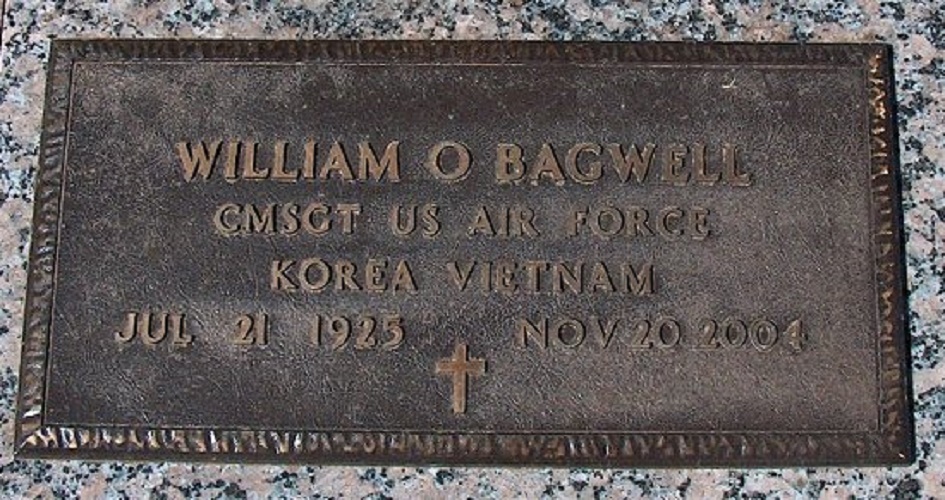 WILLIAM O BAGWELL
CMSGT US AIR FORCE
KOREA VIETNAM
JUL 21 1925 NOV 20 2004